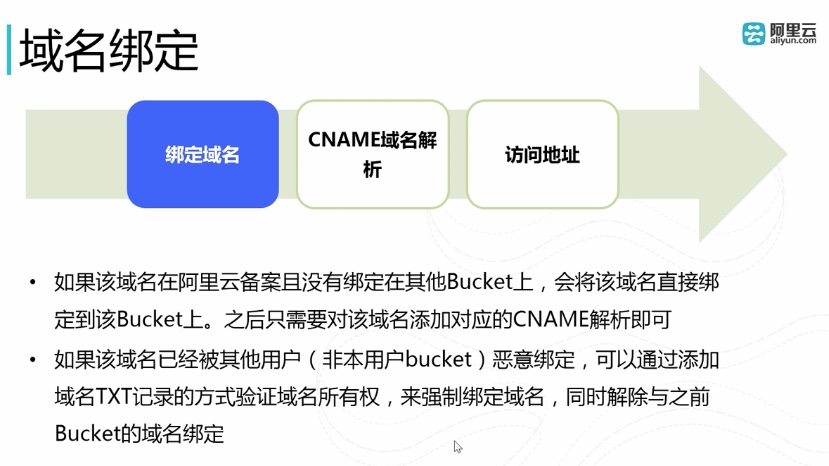 域名绑定
阿里云
aliyun.com
绑定域名
CNAME域名解
析
访问地址
• 如果该域名在阿里云备案且没有绑定在其他Bucket上，会将该域名直接绑
定到该Bucket上。之后只需要对该域名添加对应的CNAME解析即可
• 如果该域名已经被其他用户（非本用户bucket）恶意绑定，可以通过添加
域名TXT记录的方式验证域名所有权，来强制绑定域名，同时解除与之前
Bucket的域名绑定